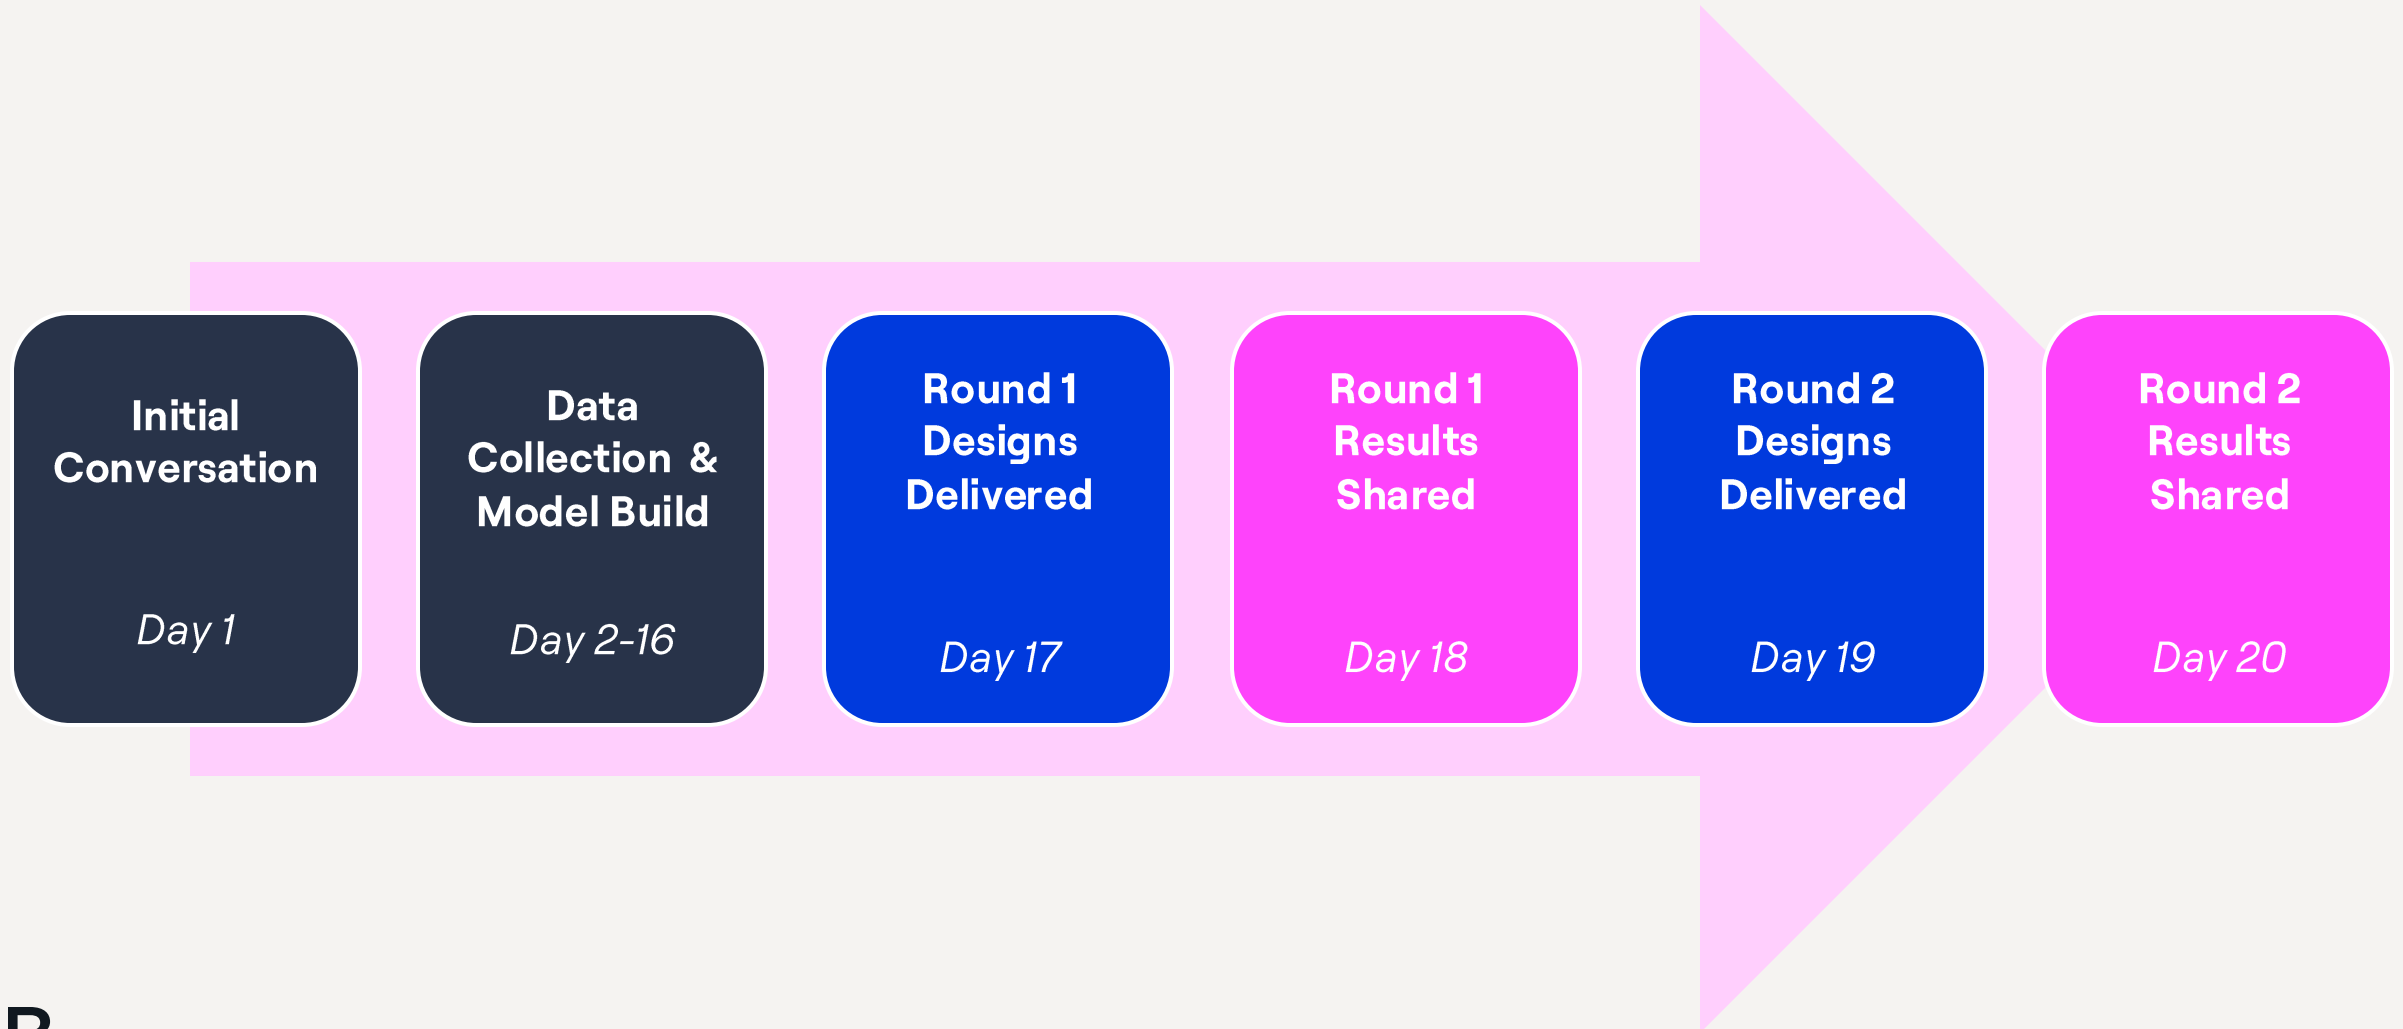 Initial
Conversation
Day 1
Data
Collection &
Model Build
Day 2-16
Round 1
Designs
Delivered
Day 17
Round 1
Results
Shared
Day 18
Round 2
Designs
Delivered
Day 19
Round 2
Results
Shared
Day 20